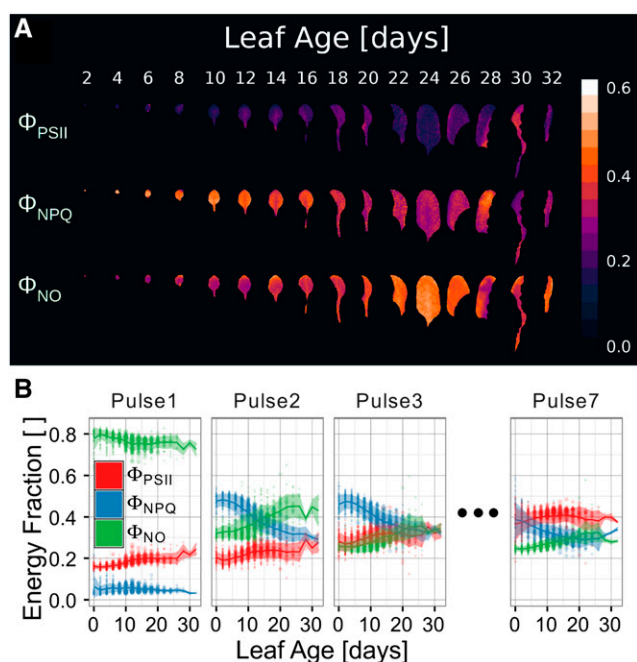 A
Leaf Age [days]
2 4 6 8 10 12 14 16 18 20 22 24 26 28 30 32
ΦPSII
ΦNPQ
ΦNO
0.6
0.4
0.2
0.0
B
Pulse1 Pulse2 Pulse3 Pulse7
Energy Fraction [ ]
0.8
0.6
0.4
0.2
0.0
ΦPSII
ΦNPQ
ΦNO
•••
0 10 20 30 0 10 20 30 0 10 20 30 0 10 20 30
Leaf Age [days]